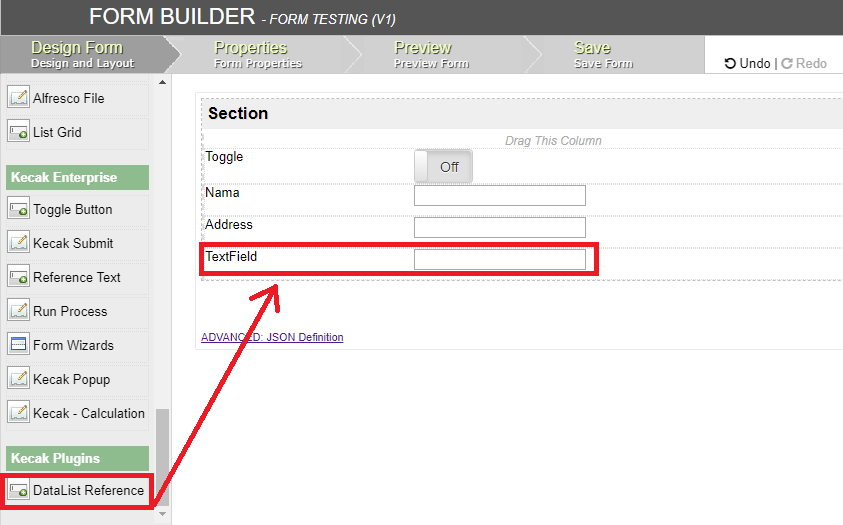 FORM BUILDER - FORM TESTING (V1)
Design Form
Design and Layout
Properties
Form Properties
Preview
Preview Form
Save
Save Form
Undo | Redo
Alfresco File
List Grid
Kecak Enterprise
Toggle Button
Kecak Submit
Reference Text
Run Process
Form Wizards
Kecak Popup
Kecak - Calculation
Kecak Plugins
DataList Reference
Section
Drag This Column
Toggle
Off
Nama
Address
TextField
ADVANCED: JSON Definition